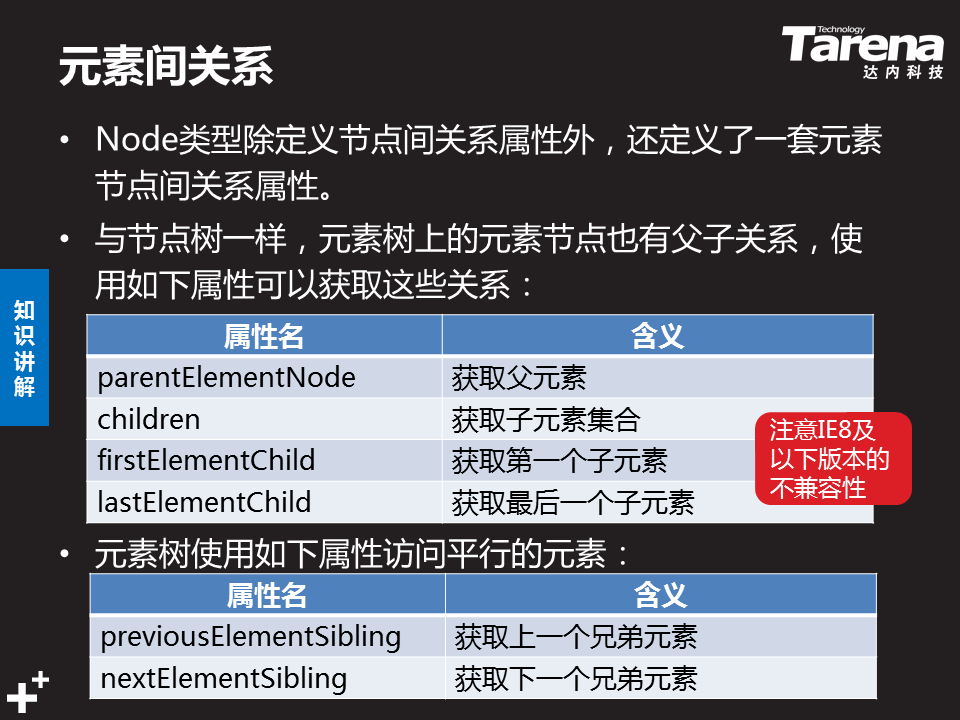 元素间关系
Technology
Tarena
达内科技
• Node类型除定义节点间关系属性外，还定义了一套元素
节点间关系属性。
• 与节点树一样，元素树上的元素节点也有父子关系，使
用如下属性可以获取这些关系：
知
识
讲
解
属性名 含义
parentElementNode 获取父元素
children 获取子元素集合
firstElementChild 获取第一个子元素
lastElementChild 获取最后一个子元素
注意IE8及
以下版本的
不兼容性
• 元素树使用如下属性访问平行的元素：
属性名 含义
previousElementSibling 获取上一个兄弟元素
nextElementSibling 获取下一个兄弟元素